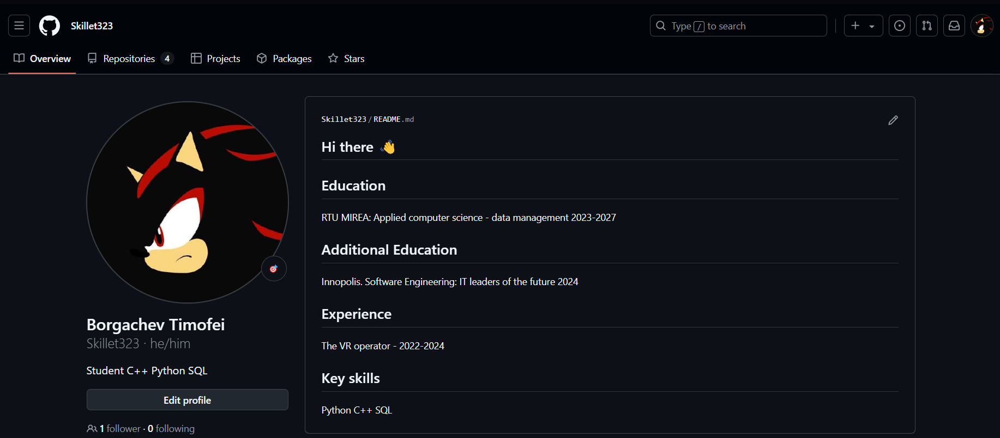 Skillet323
Type / to search
Overview Repositories 4 Projects Packages Stars
Skillet323/README.md
Hi there 👋
Education
RTU MIREA: Applied computer science - data management 2023-2027
Additional Education
Innopolis. Software Engineering: IT leaders of the future 2024
Experience
The VR operator - 2022-2024
Key skills
Python C++ SQL
Borgachev Timofei
Skillet323 · he/him
Student C++ Python SQL
Edit profile
1 follower · 0 following